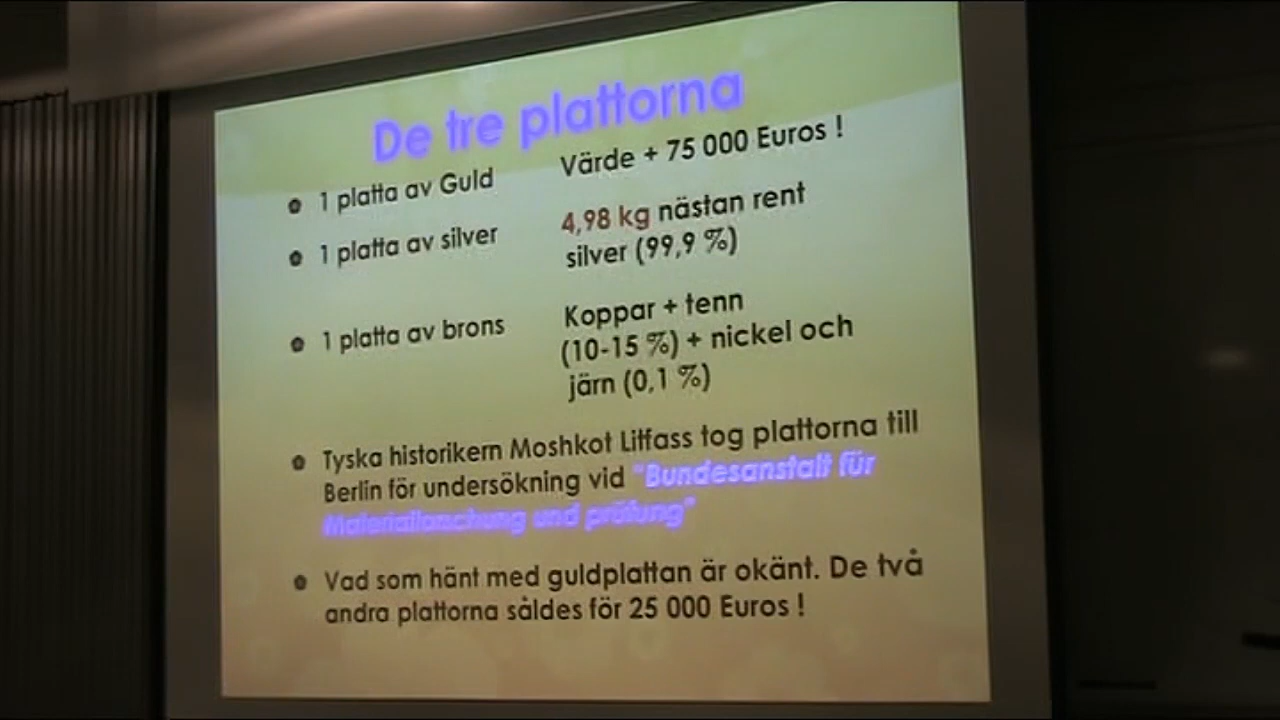 De tre plattorna
1 platta av Guld
Värde + 75 000 Euros !
1 platta av silver
4,98 kg nästan rent
silver (99,9 %)
1 platta av brons
Koppar + tenn
(10-15 %) + nickel och
järn (0,1 %)
Tyska historikern Moshkot Litfass tog plattorna till
Berlin för undersökning vid "Bundesanstalt für
und prüfung"
Vad som hänt med guldplattan är okänt. De två
andra plattorna såldes för 25 000 Euros !